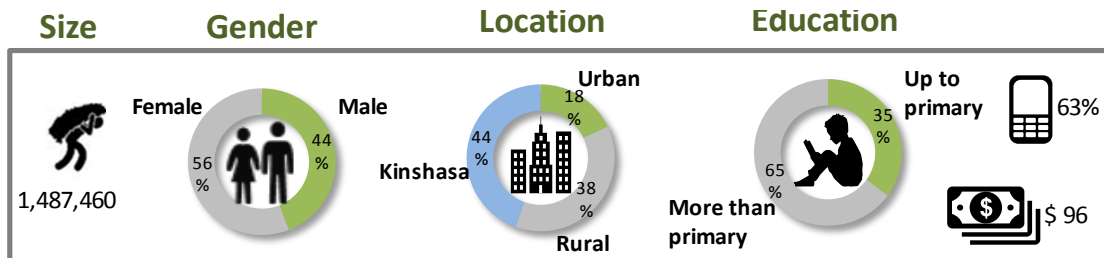 Size
Gender
Location
Education
1,487,460
Female
Male
44
%
56
%
Urban
18
%
44
%
Kinshasa
38
%
Rural
Up to
primary
35
%
65
%
More than
primary
63%
$
$ 96